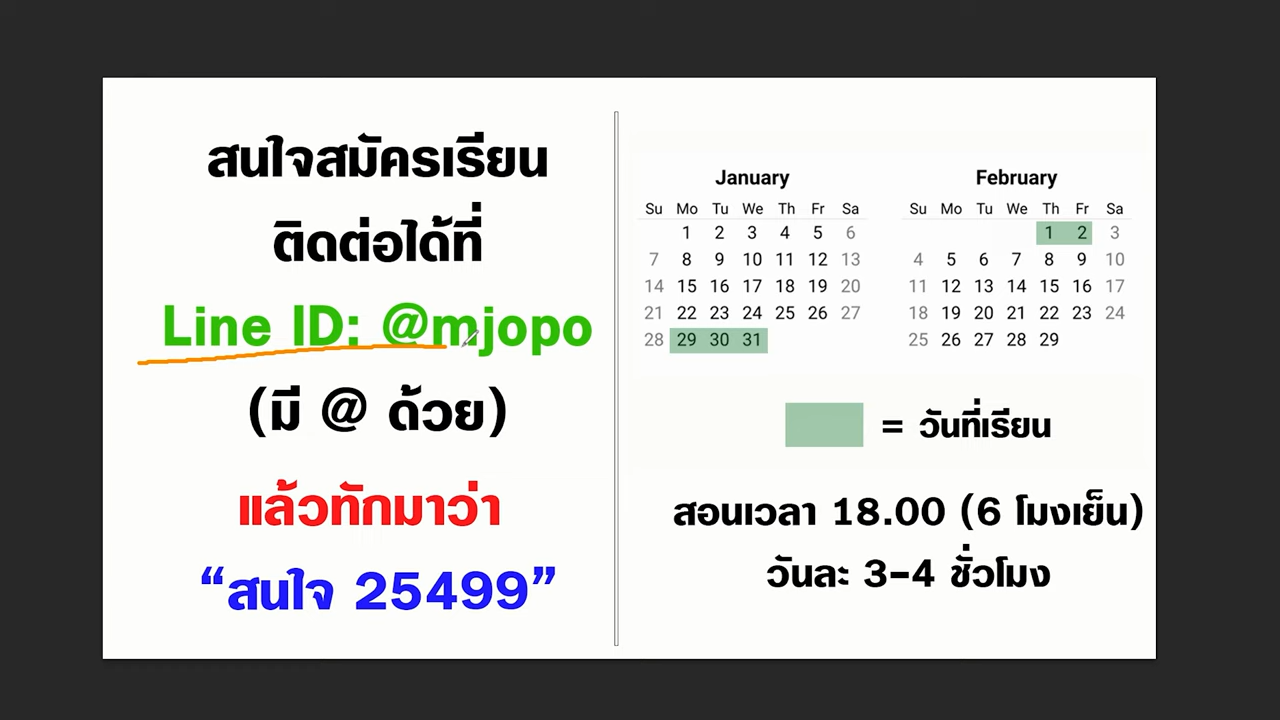 สนใจสมัครเรียน
ติดต่อได้ที่
Line ID: @mjopo
(มี @ ด้วย)
แล้วทักมาว่า
“สนใจ 25499”
January
Su Mo Tu We Th Fr Sa
1 2 3 4 5 6
7 8 9 10 11 12 13
14 15 16 17 18 19 20
21 22 23 24 25 26 27
28 29 30 31
February
Su Mo Tu We Th Fr Sa
1 2 3
4 5 6 7 8 9 10
11 12 13 14 15 16 17
18 19 20 21 22 23 24
25 26 27 28 29
= วันที่เรียน
สอนเวลา 18.00 (6 โมงเย็น)
วันละ 3-4 ชั่วโมง